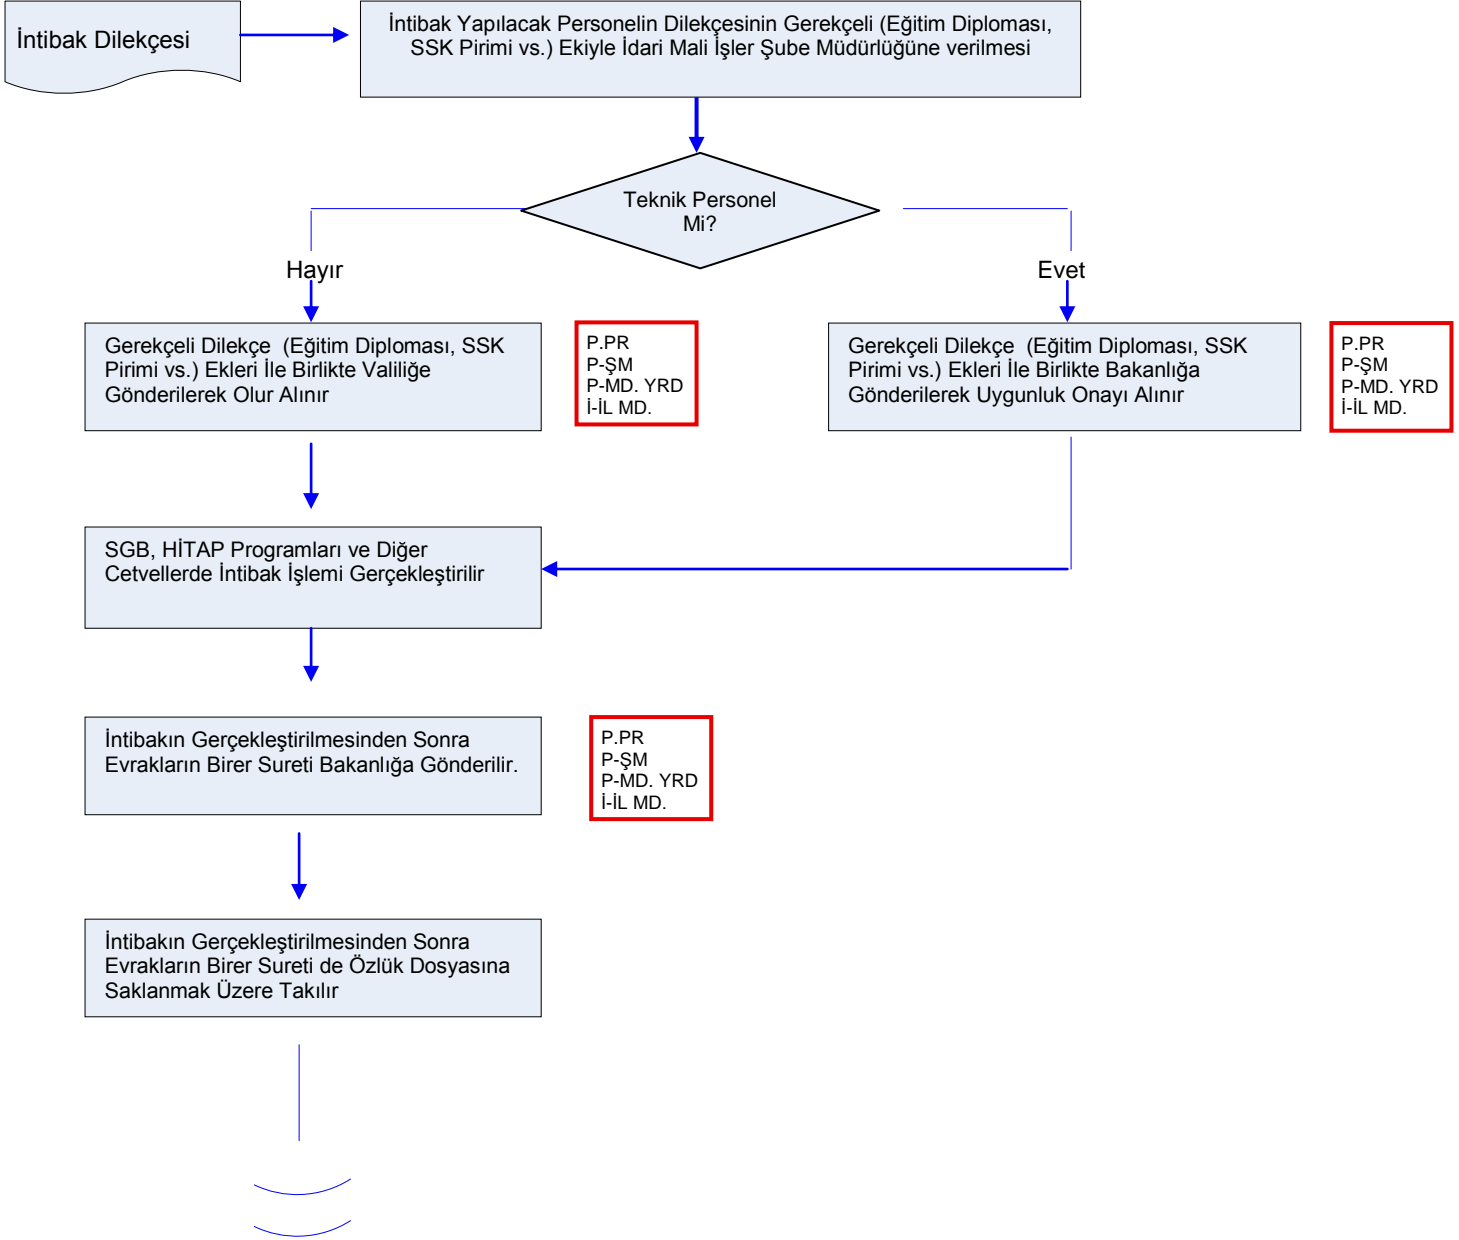 İntibak Dilekçesi
İntibak Yapılacak Personelin Dilekçesinin Gerekçeli (Eğitim Diploması,
SSK Pirimi vs.) Ekiyle İdari Mali İşler Şube Müdürlüğüne verilmesi
Teknik Personel
Mi?
Hayır
Evet
Gerekçeli Dilekçe (Eğitim Diploması, SSK
Pirimi vs.) Ekleri İle Birlikte Valiliğe
Gönderilerek Olur Alınır
P.PR
P-ŞM
P-MD. YRD
İ-İL MD.
Gerekçeli Dilekçe (Eğitim Diploması, SSK
Pirimi vs.) Ekleri İle Birlikte Bakanlığa
Gönderilerek Uygunluk Onayı Alınır
P.PR
P-ŞM
P-MD. YRD
İ-İL MD.
SGB, HİTAP Programları ve Diğer
Cetvellerde İntibak İşlemi Gerçekleştirilir
İntibakın Gerçekleştirilmesinden Sonra
Evrakların Birer Sureti Bakanlığa Gönderilir.
P.PR
P-ŞM
P-MD. YRD
İ-İL MD.
İntibakın Gerçekleştirilmesinden Sonra
Evrakların Birer Sureti de Özlük Dosyasına
Saklanmak Üzere Takılır